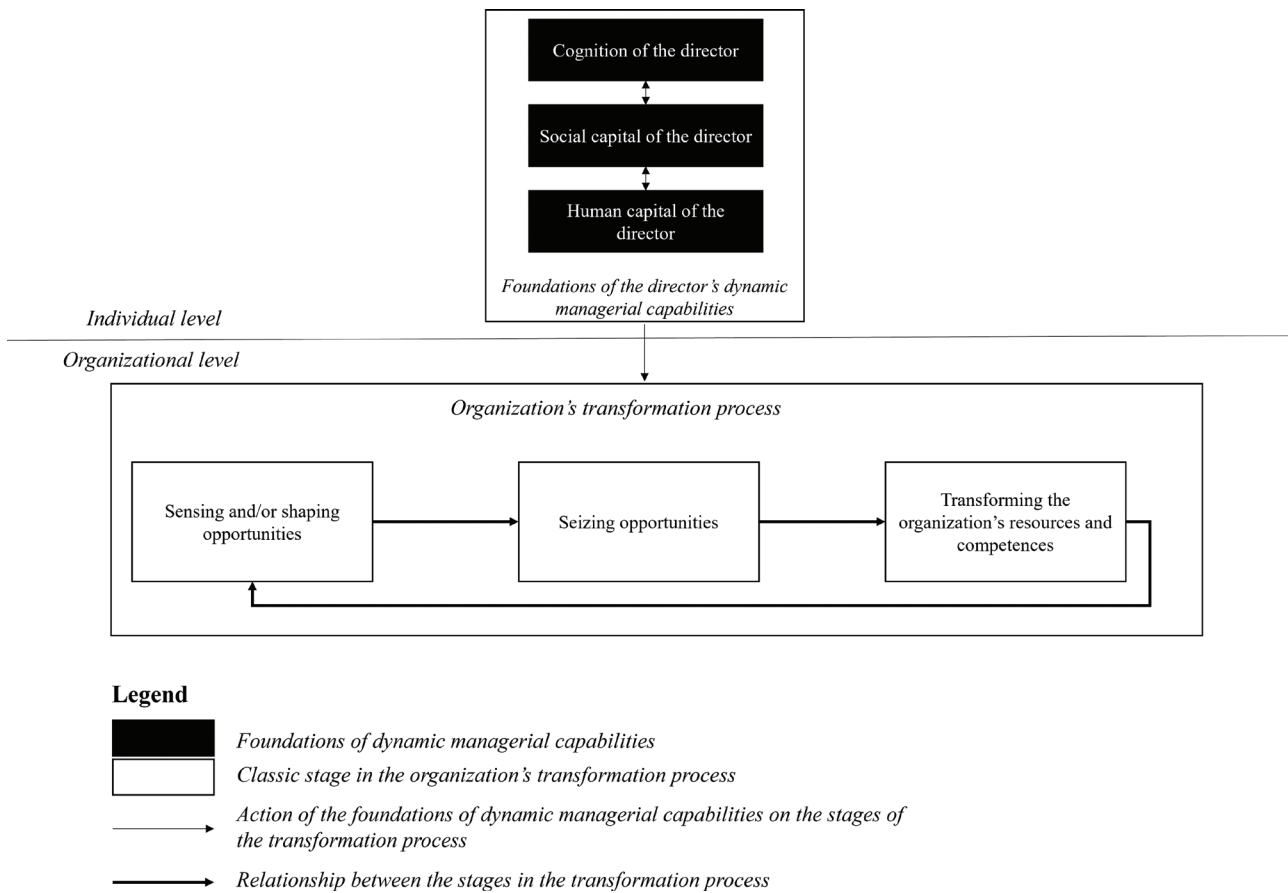 Cognition of the director
Social capital of the director
Human capital of the
director
Foundations of the director’s dynamic
managerial capabilities
Individual level
Organizational level
Organization’s transformation process
Sensing and/or shaping
opportunities
Seizing opportunities
Transforming the
organization’s resources and
competences
Legend
Foundations of dynamic managerial capabilities
Classic stage in the organization’s transformation process
Action of the foundations of dynamic managerial capabilities on the stages of
the transformation process
Relationship between the stages in the transformation process